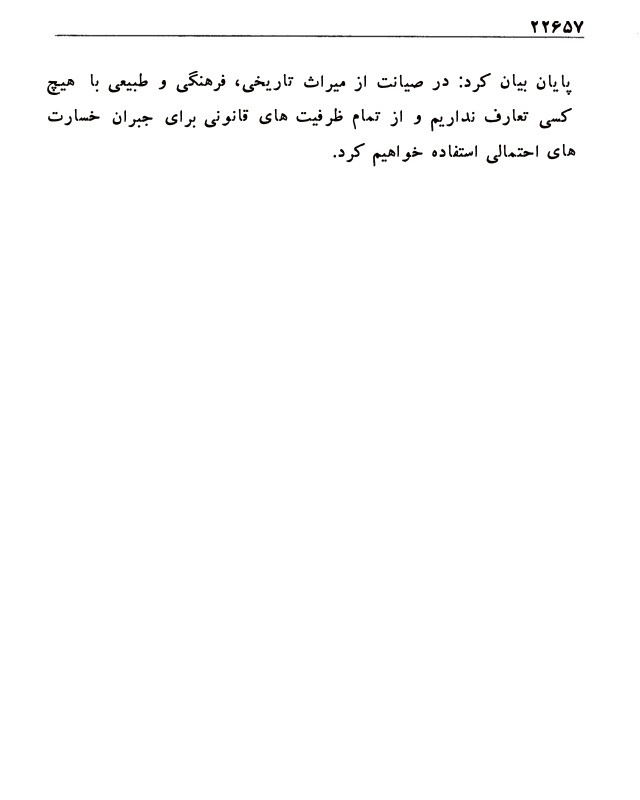 ۲۲۶۵۷
پایان بیان کرد: در صیانت از میراث تاریخی، فرهنگی و طبیعی با هیچ
کسی تعارف نداریم و از تمام ظرفیت های قانونی برای جبران خسارت
های احتمالی استفاده خواهیم کرد.